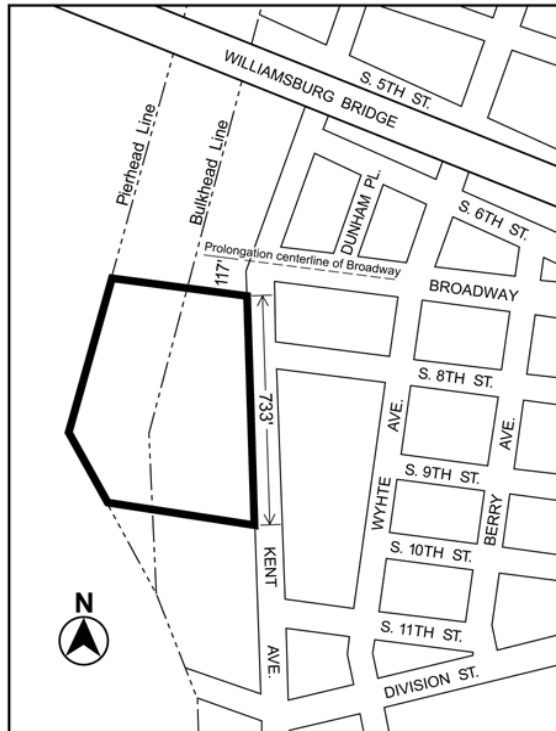 S. 5TH ST.
WILLIAMSBURG BRIDGE
Pierhead Line
Bulkhead Line
DUNHAM PL.
S. 6TH ST.
Prolongation centerline of Broadway
117'
BROADWAY
S. 8TH ST.
733'
AVE.
AVE.
S. 9TH ST.
WYHTE
BERRY
KENT
S. 10TH ST.
N
S. 11TH ST.
AVE.
DIVISION ST.